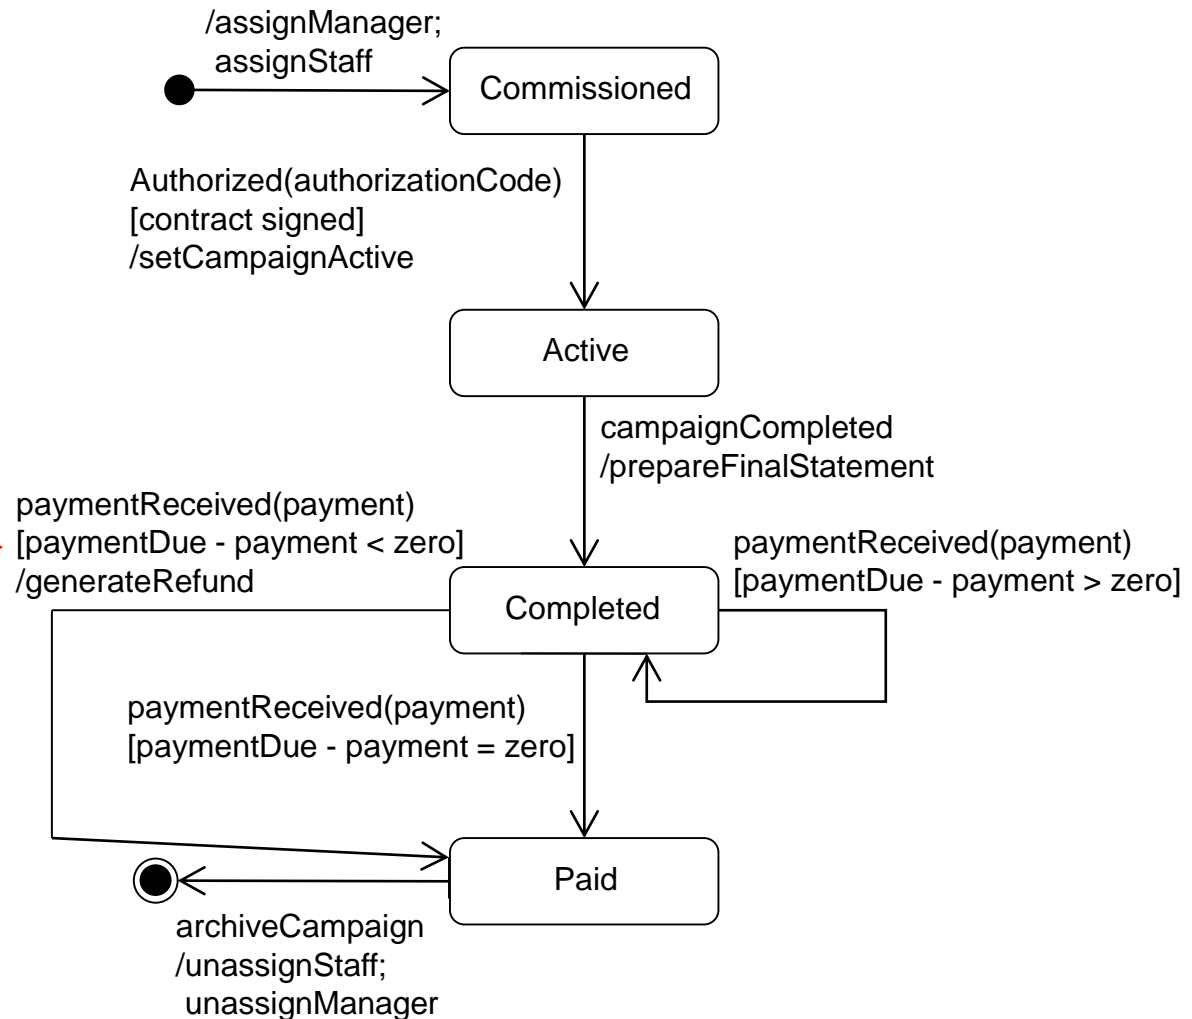 /assignManager;
assignStaff
Commissioned
Authorized(authorizationCode)
[contract signed]
/setCampaignActive
Active
campaignCompleted
/prepareFinalStatement
paymentReceived(payment)
[paymentDue - payment < zero]
/generateRefund
paymentReceived(payment)
[paymentDue - payment > zero]
Completed
paymentReceived(payment)
[paymentDue - payment = zero]
Paid
archiveCampaign
/unassignStaff;
unassignManager